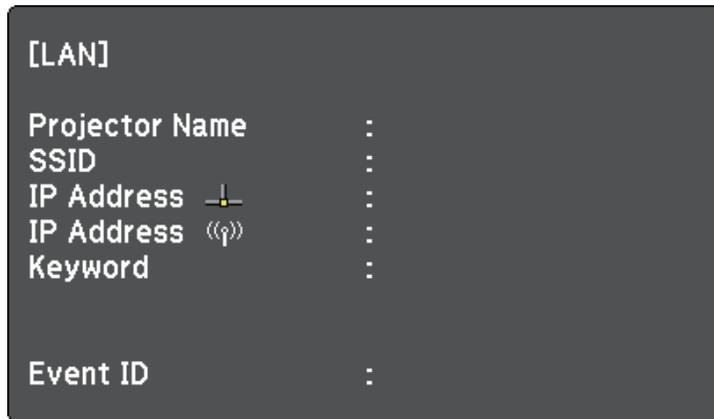 [LAN]
Projector Name :
SSID :
IP Address :
IP Address :
Keyword :
Event ID :